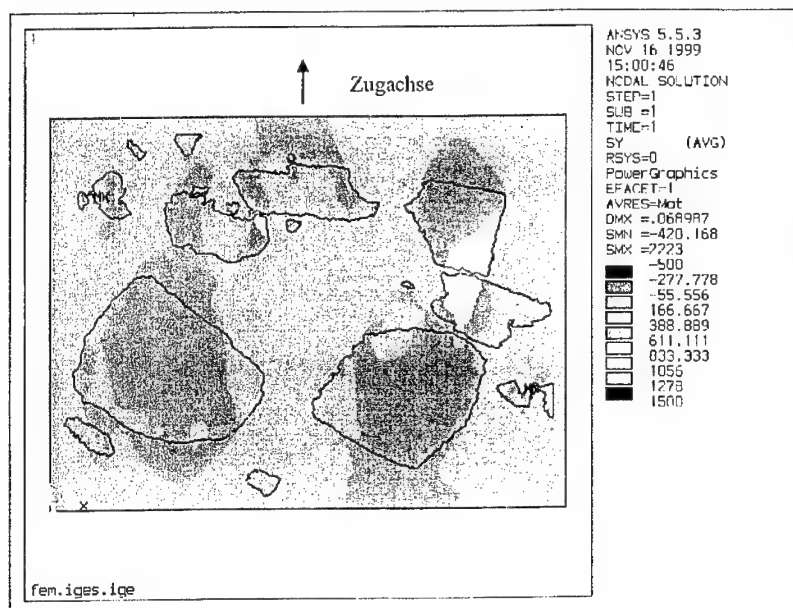 1
Zugachse
ANSYS 5.5.3
NOV 16 1999
15:00:46
NODAL SOLUTION
STEP=1
SUB =1
TIME=1
SY (AVG)
RSYS=0
PowerGraphics
EFACET=1
AVRES=Mat
DMX =.068987
SMN =-420.168
SMX =2223
-500
-277.778
-55.556
166.667
388.889
611.111
833.333
1056
1278
1500
MX
X
fem.iges.ige